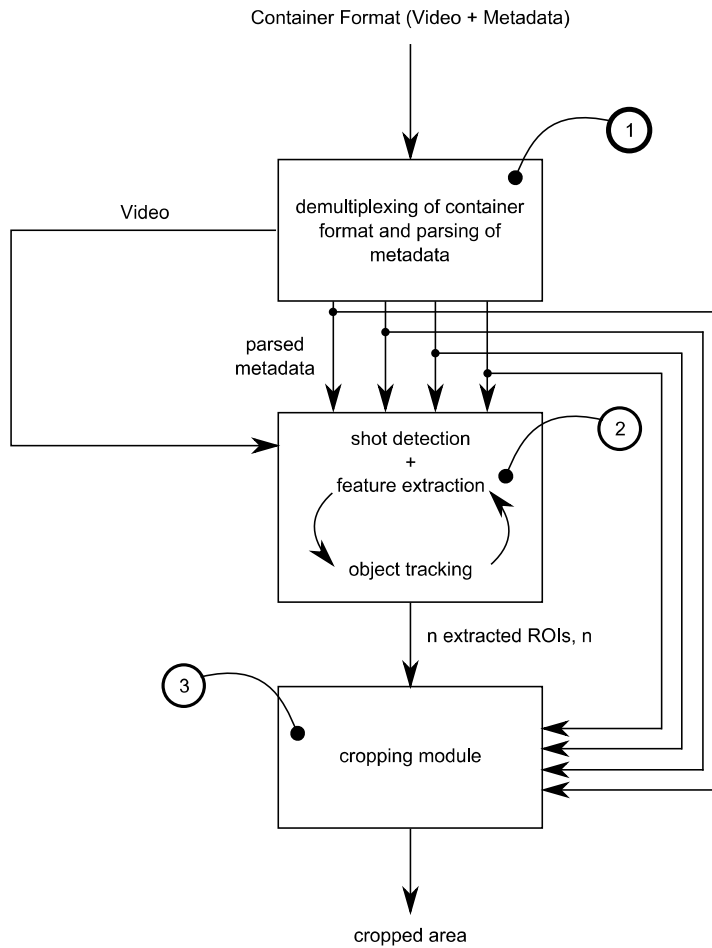 Container Format (Video + Metadata)
1
Video
demultiplexing of container
format and parsing of
metadata
parsed
metadata
2
shot detection
+
feature extraction
object tracking
n extracted ROIs, n
3
cropping module
cropped area